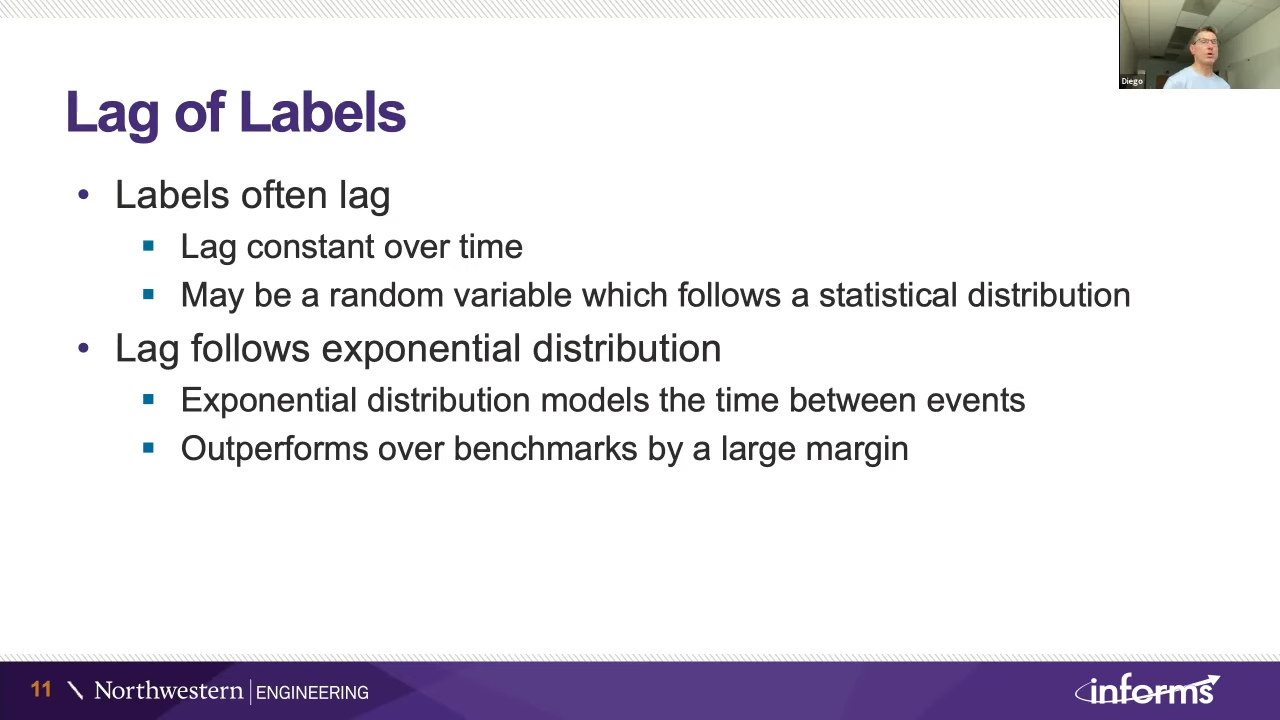 Diego
Lag of Labels
• Labels often lag
▪ Lag constant over time
▪ May be a random variable which follows a statistical distribution
• Lag follows exponential distribution
▪ Exponential distribution models the time between events
▪ Outperforms over benchmarks by a large margin
11 \ Northwestern | ENGINEERING
informs